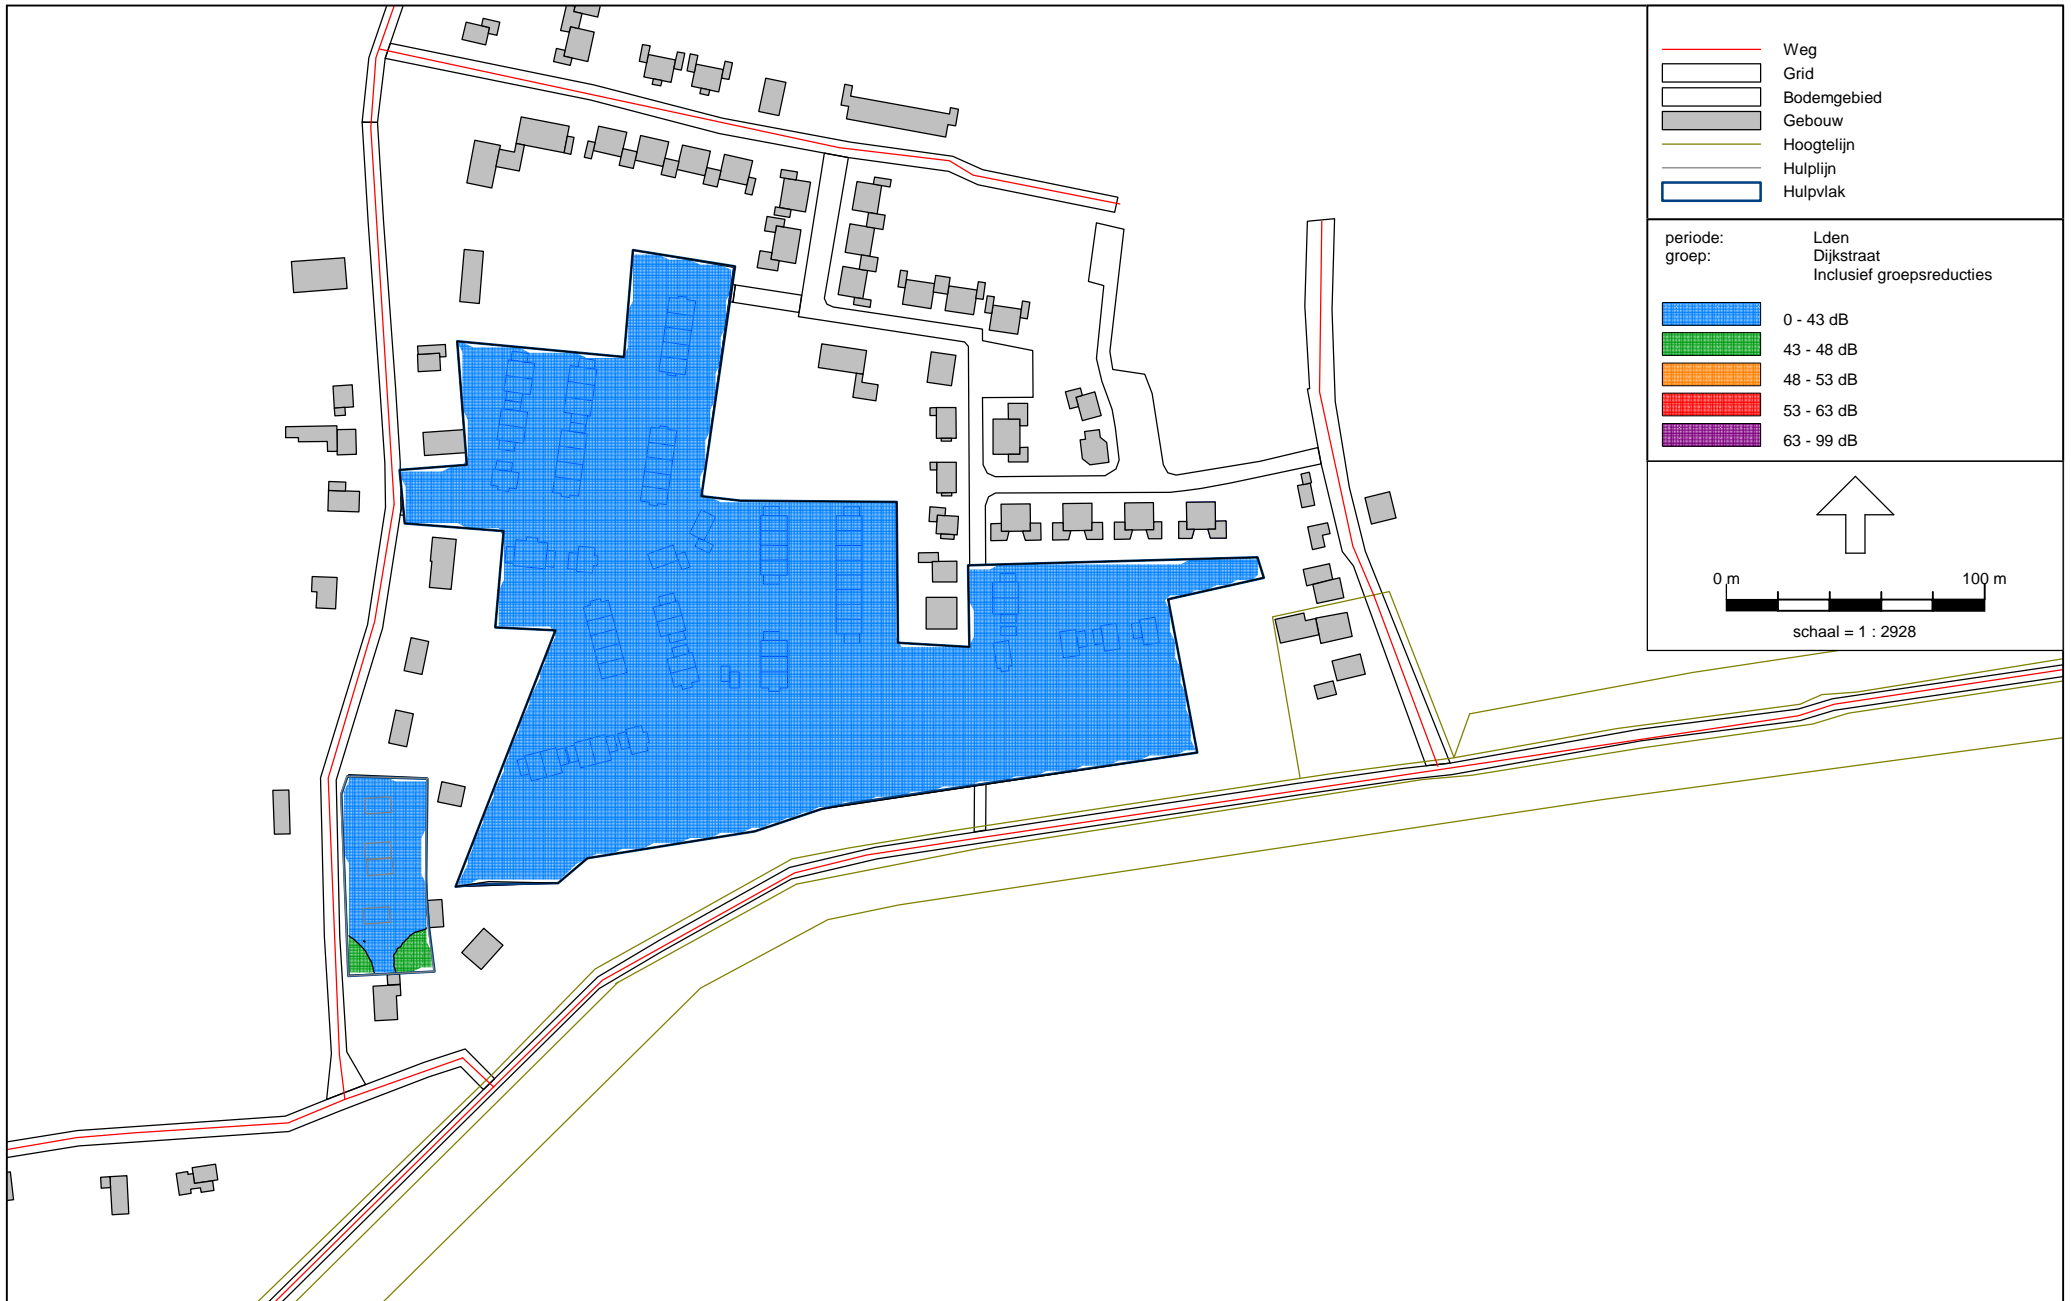 Weg
Grid
Bodemgebied
Gebouw
Hoogtelijn
Hulplijn
Hulpvlak
periode: Lden
groep: Dijkstraat
Inclusief groepsreducties
0 - 43 dB
43 - 48 dB
48 - 53 dB
53 - 63 dB
63 - 99 dB
0 m 100 m
schaal = 1 : 2928